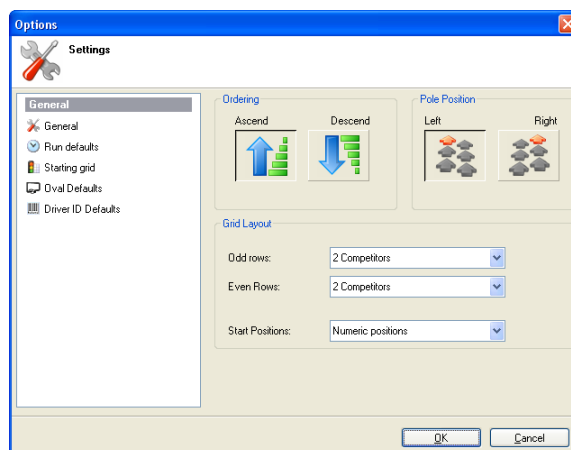 Options
Settings
General
General
Run defaults
Starting grid
Oval Defaults
Driver ID Defaults
Ordering
Ascend Descend
Pole Position
Left Right
Grid Layout
Odd rows: 2 Competitors
Even Rows: 2 Competitors
Start Positions: Numeric positions
OK Cancel